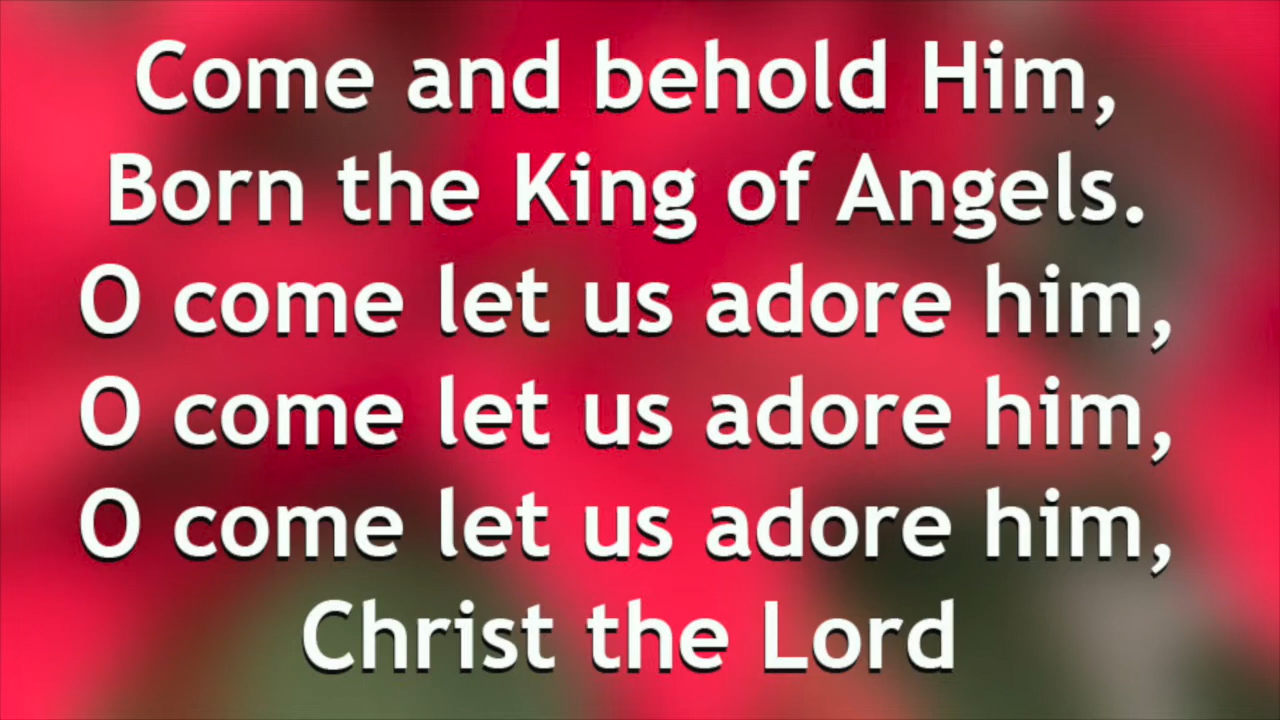 Come and behold Him,
Born the King of Angels.
O come let us adore him,
O come let us adore him,
O come let us adore him,
Christ the Lord